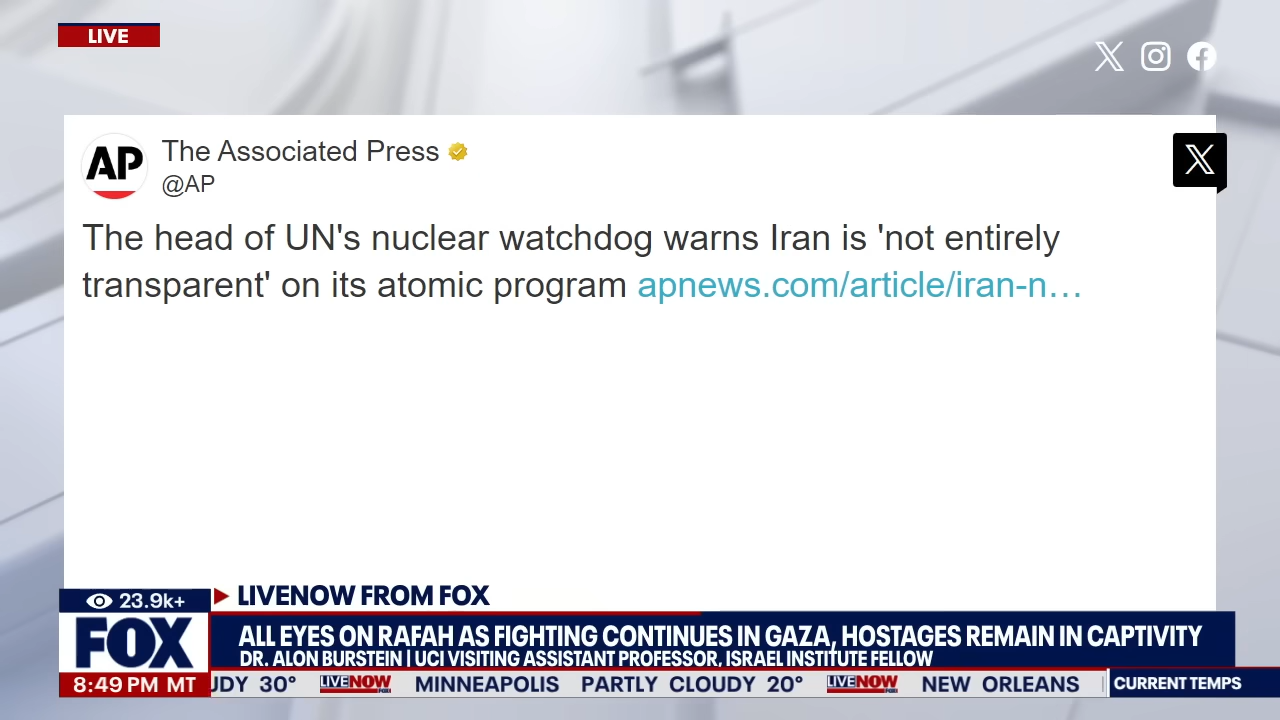 LIVE
AP
The Associated Press
@AP
The head of UN's nuclear watchdog warns Iran is 'not entirely
transparent' on its atomic program apnews.com/article/iran-n…
23.9k+
LIVENOW FROM FOX
FOX
ALL EYES ON RAFAH AS FIGHTING CONTINUES IN GAZA, HOSTAGES REMAIN IN CAPTIVITY
DR. ALON BURSTEIN | UCI VISITING ASSISTANT PROFESSOR, ISRAEL INSTITUTE FELLOW
8:49 PM MT
UDY 30° LIVENOW MINNEAPOLIS PARTLY CLOUDY 20° LIVENOW NEW ORLEANS
CURRENT TEMPS